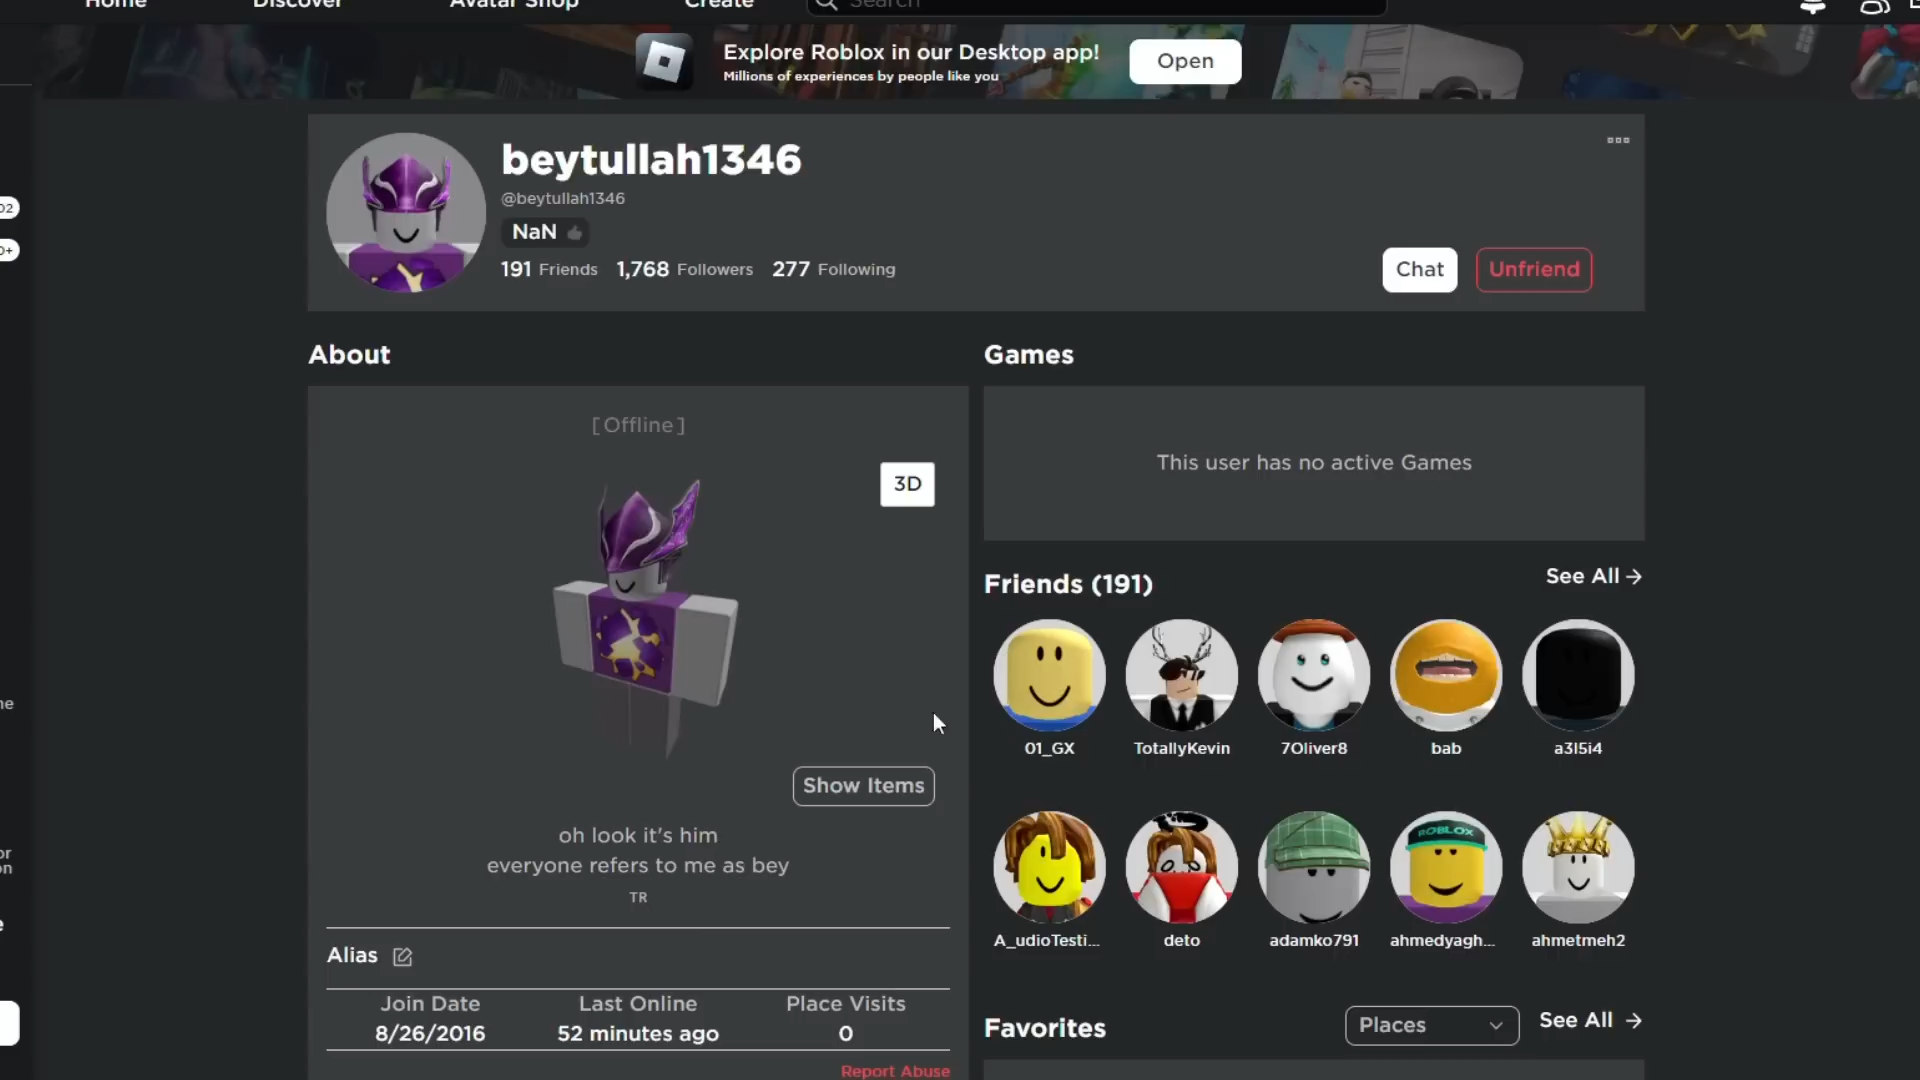 Home Discover Avatar Shop Create Search
Explore Roblox in our Desktop app!
Millions of experiences by people like you
Open
beytullah1346
@beytullah1346
NaN
191 Friends 1,768 Followers 277 Following
Chat Unfriend
About
[Offline]
3D
Show Items
oh look it's him
everyone refers to me as bey
TR
Alias
Join Date Last Online Place Visits
8/26/2016 52 minutes ago 0
Report Abuse
Games
This user has no active Games
Friends (191) See All
01_GX TotallyKevin 7Oliver8 bab a3l5i4
ROBLOX
A_udioTesti... deto adamko791 ahmedyagh... ahmetmeh2
Favorites Places See All